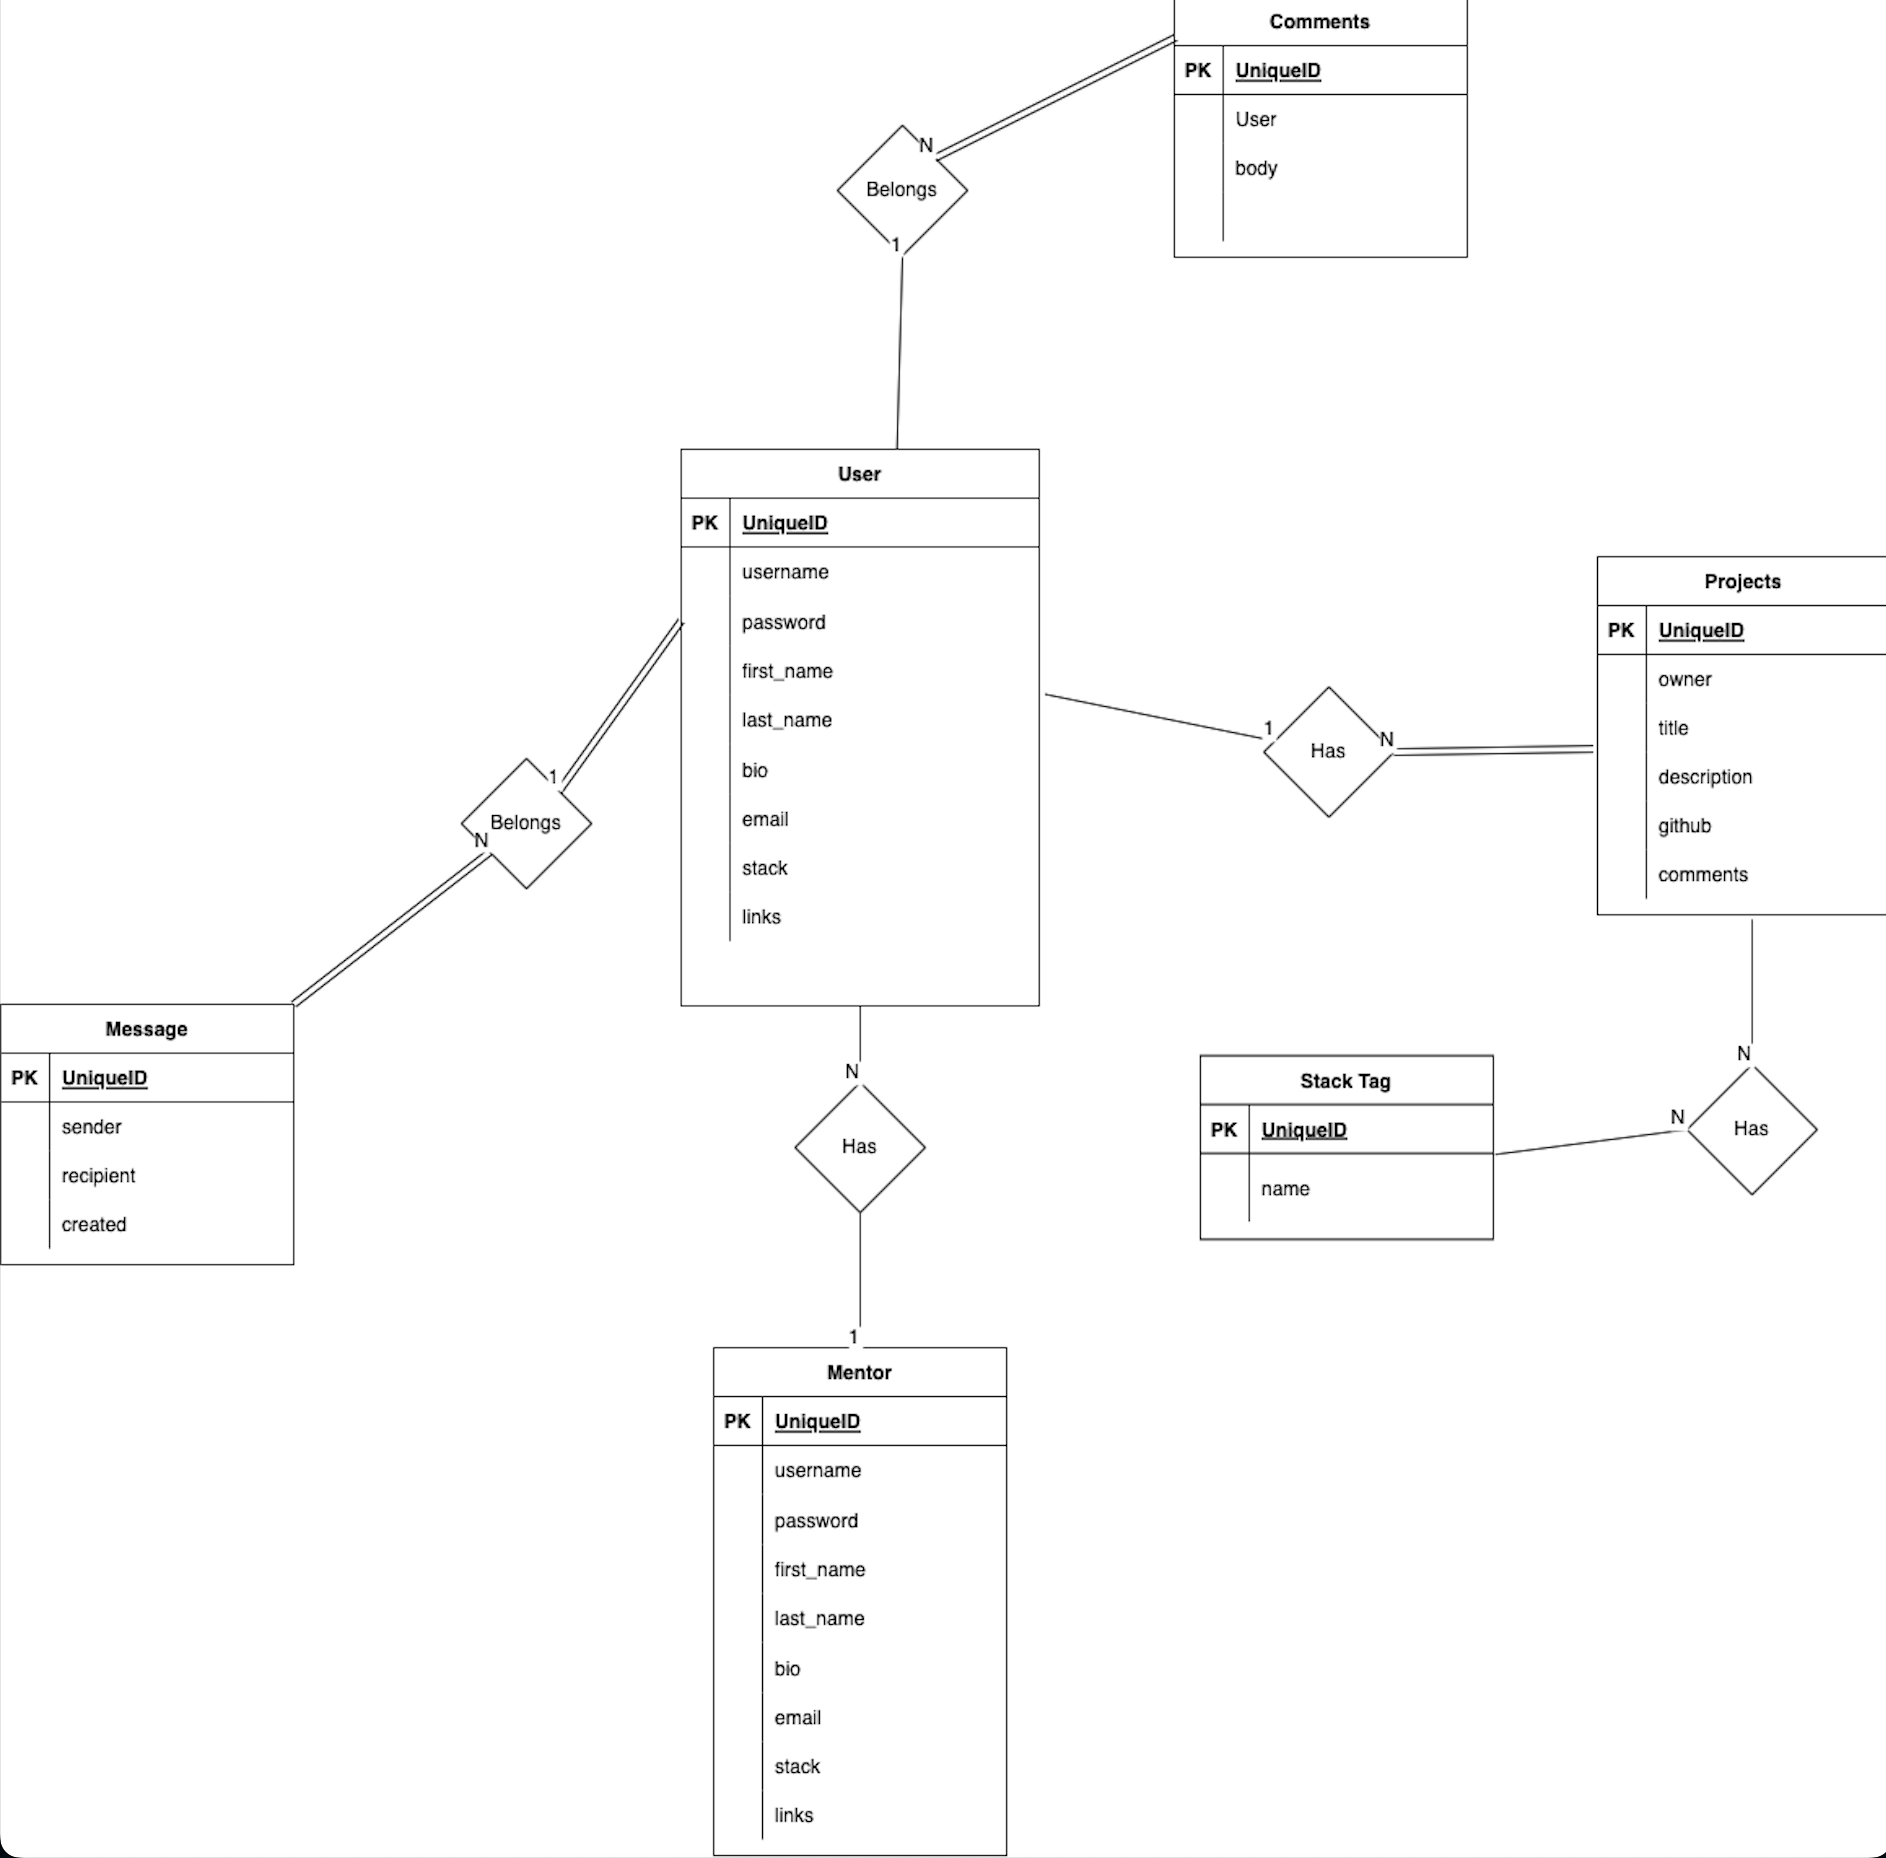 Comments
PK UniqueID
User
body
N
Belongs
1
User
PK UniqueID
username
password
first_name
last_name
bio
email
stack
links
Projects
PK UniqueID
owner
title
description
github
comments
1
Has
N
1
Belongs
N
Message
PK UniqueID
sender
recipient
created
N
Has
1
Stack Tag
PK UniqueID
name
N
N
Has
Mentor
PK UniqueID
username
password
first_name
last_name
bio
email
stack
links